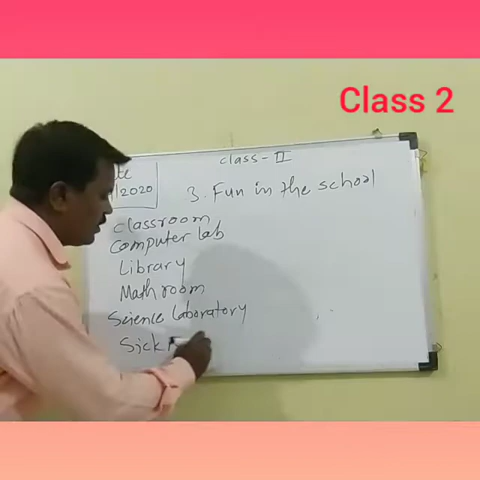 Class 2
class - II
2020
3. Fun in the school
classroom
computer lab
Library
Math room
Science laboratory
Sick